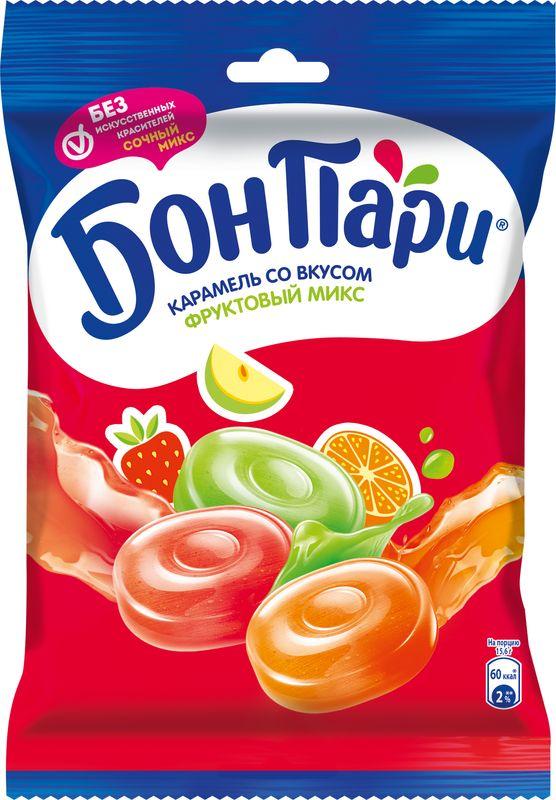 БЕЗ
ИСКУССТВЕННЫХ
КРАСИТЕЛЕЙ
СОЧНЫЙ
МИКС
БОН ПАри®
КАРАМЕЛЬ СО ВКУСОМ
ФРУКТОВЫЙ МИКС
На порцию
15,6 г
60 ккал*
2%**